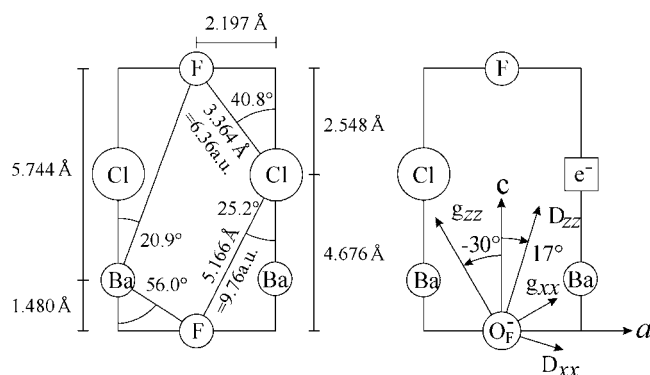 2.197 Å
F
40.8°
3.364 Å
=6.36a.u.
2.548 Å
5.744 Å
Cl
Cl
25.2°
20.9°
5.166 Å
=9.76a.u.
4.676 Å
Ba
56.0°
Ba
1.480 Å
F
F
Cl
e⁻
c
g_zz
D_zz
-30°
17°
Ba
Ba
g_xx
O_F⁻
a
D_xx